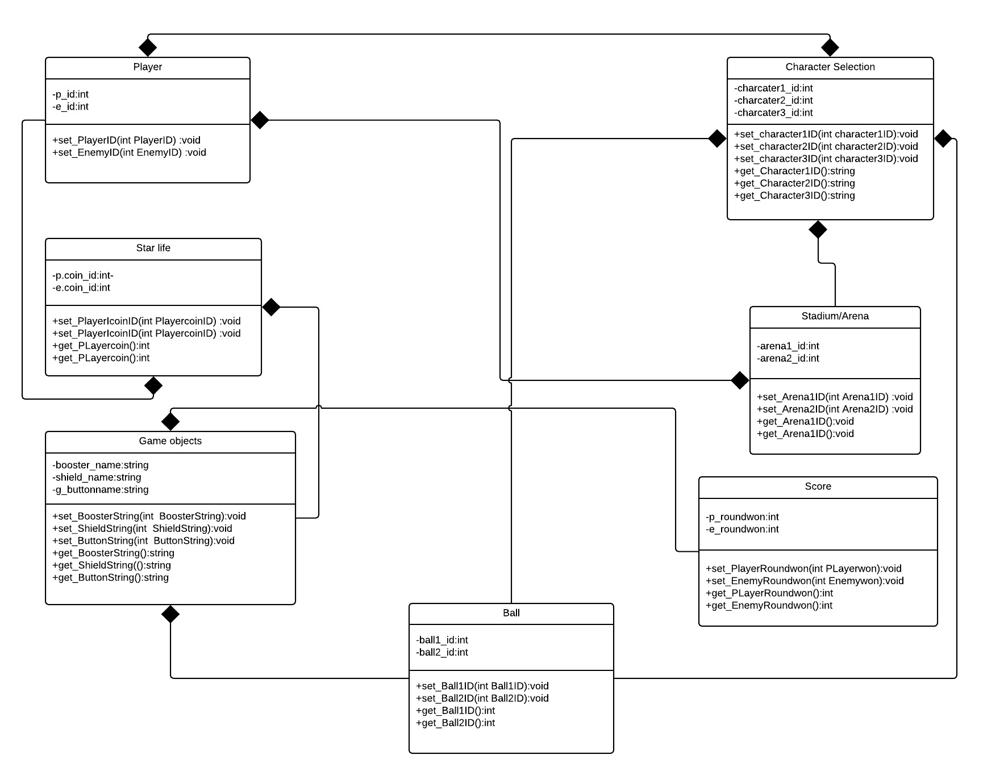 Player
-p_id:int
-e_id:int
+set_PlayerID(int PlayerID) :void
+set_EnemyID(int EnemyID) :void
Character Selection
-charcater1_id:int
-charcater2_id:int
-charcater3_id:int
+set_character1ID(int character1ID):void
+set_character2ID(int character2ID):void
+set_character3ID(int character3ID):void
+get_Character1ID():string
+get_Character2ID():string
+get_Character3ID():string
Star life
-p.coin_id:int-
-e.coin_id:int
+set_PlayerIcoinID(int PlayercoinID) :void
+set_PlayerIcoinID(int PlayercoinID) :void
+get_PLayercoin():int
+get_PLayercoin():int
Stadium/Arena
-arena1_id:int
-arena2_id:int
+set_Arena1ID(int Arena1ID) :void
+set_Arena2ID(int Arena2ID) :void
+get_Arena1ID():void
+get_Arena1ID():void
Game objects
-booster_name:string
-shield_name:string
-g_buttonname:string
+set_BoosterString(int  BoosterString):void
+set_ShieldString(int  ShieldString):void
+set_ButtonString(int  ButtonString):void
+get_BoosterString():string
+get_ShieldString(():string
+get_ButtonString():string
Score
-p_roundwon:int
-e_roundwon:int
+set_PlayerRoundwon(int PLayerwon):void
+set_EnemyRoundwon(int Enemywon):void
+get_PLayerRoundwon():int
+get_EnemyRoundwon():int
Ball
-ball1_id:int
-ball2_id:int
+set_Ball1ID(int Ball1ID):void
+set_Ball2ID(int Ball2ID):void
+get_Ball1ID():int
+get_Ball2ID():int